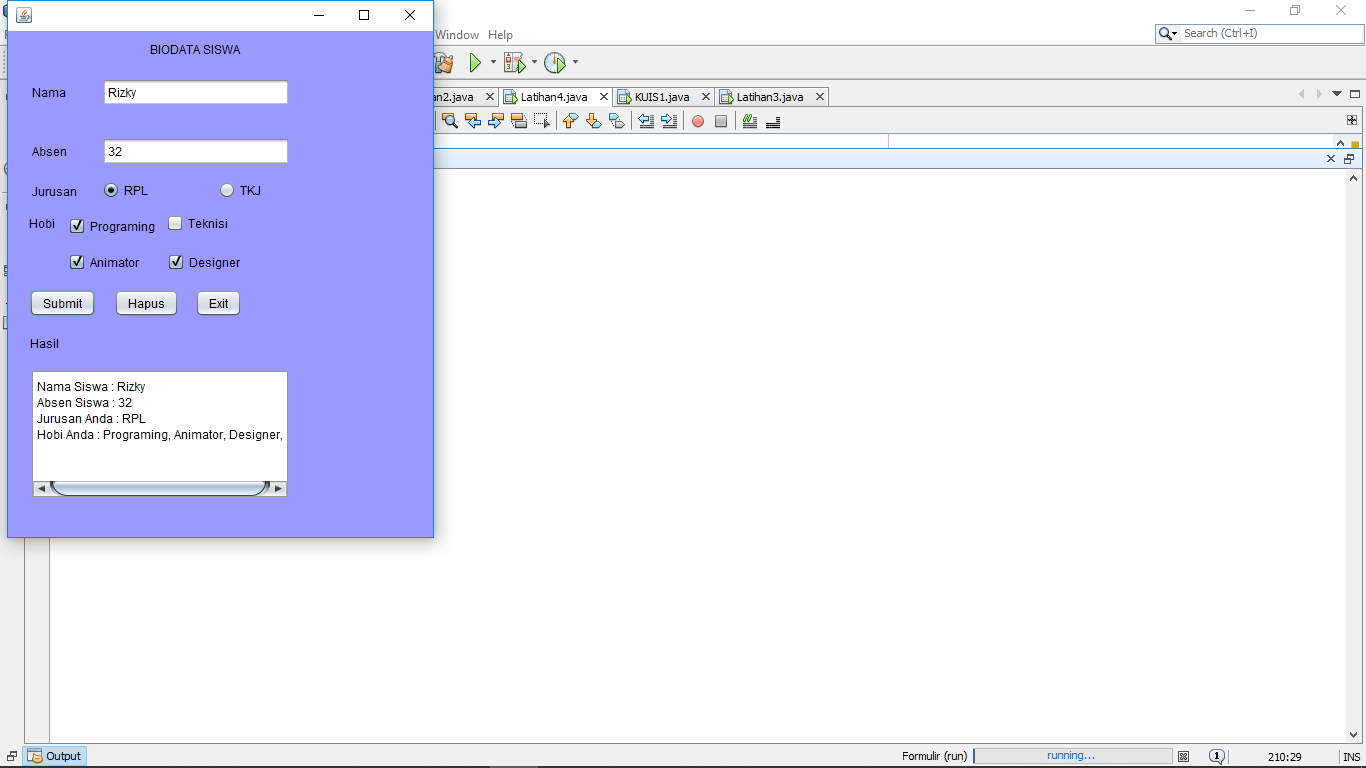 Window Help
Search (Ctrl+I)
BIODATA SISWA
Nama Rizky
an2.java Latihan4.java KUIS1.java Latihan3.java
Absen 32
Jurusan RPL TKJ
Hobi Programing Teknisi
Animator Designer
Submit Hapus Exit
Hasil
Nama Siswa : Rizky
Absen Siswa : 32
Jurusan Anda : RPL
Hobi Anda : Programing, Animator, Designer,
Output Formulir (run) running... 1 210:29 INS